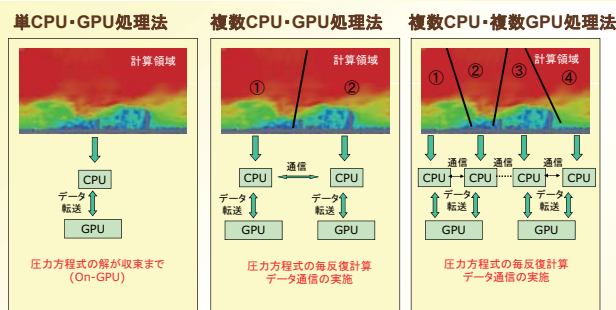 単CPU・GPU処理法
計算領域
CPU
データ
転送
GPU
圧力方程式の解が収束まで
(On-GPU)
複数CPU・GPU処理法
計算領域
① ②
通信
CPU CPU
データ データ
転送 転送
GPU GPU
圧力方程式の毎反復計算
データ通信の実施
複数CPU・複数GPU処理法
計算領域
① ② ③ ④
通信 通信 通信
CPU CPU CPU CPU
データ データ
転送 転送
GPU GPU GPU GPU
圧力方程式の毎反復計算
データ通信の実施